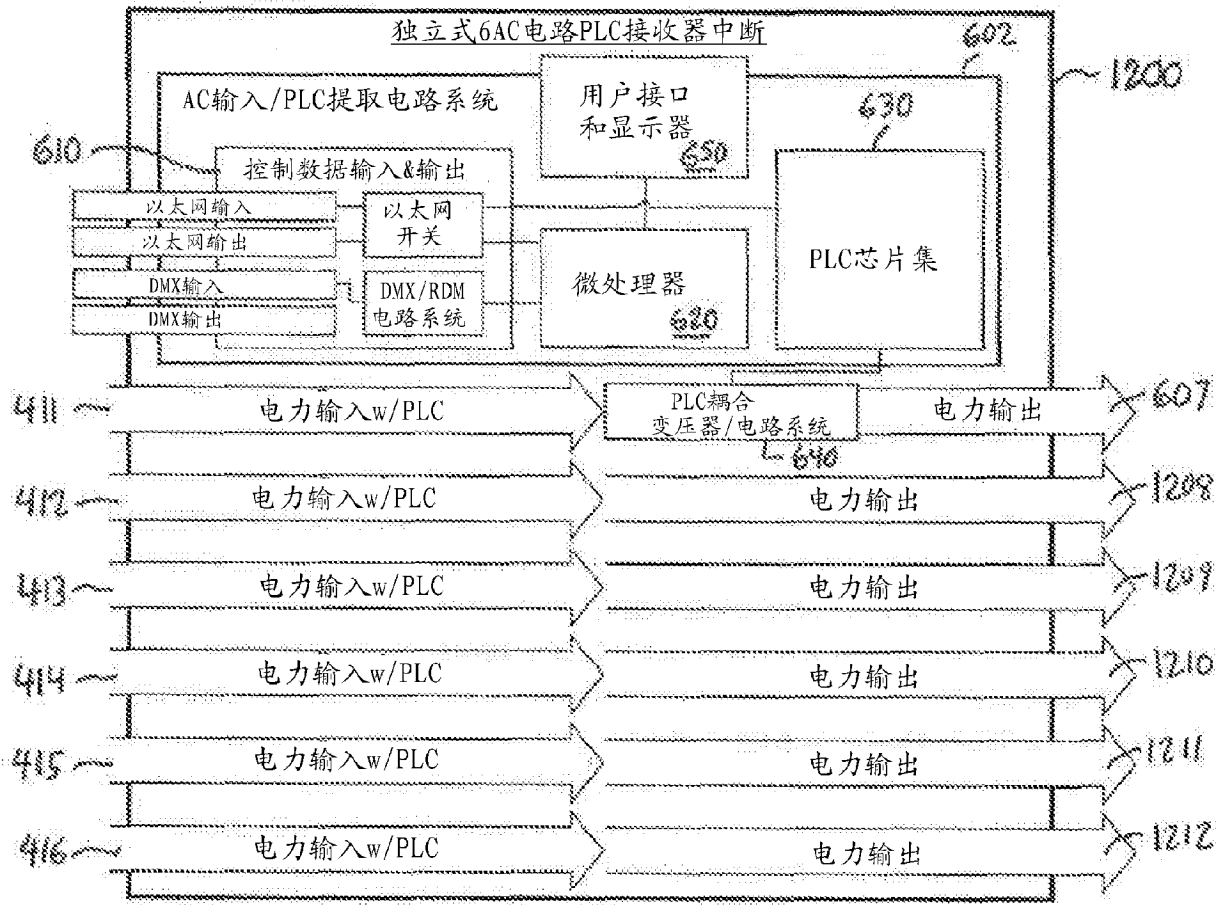 独立式6AC电路PLC接收器中断
602
1200
AC输入/PLC提取电路系统
用户接口
和显示器
650
630
610
控制数据输入&输出
以太网输入
以太网输出
以太网
开关
DMX输入
DMX输出
DMX/RDM
电路系统
微处理器
620
PLC芯片集
411
电力输入w/PLC
PLC耦合
变压器/电路系统
640
电力输出
607
412
电力输入w/PLC
电力输出
1208
413
电力输入w/PLC
电力输出
1209
414
电力输入w/PLC
电力输出
1210
415
电力输入w/PLC
电力输出
1211
416
电力输入w/PLC
电力输出
1212